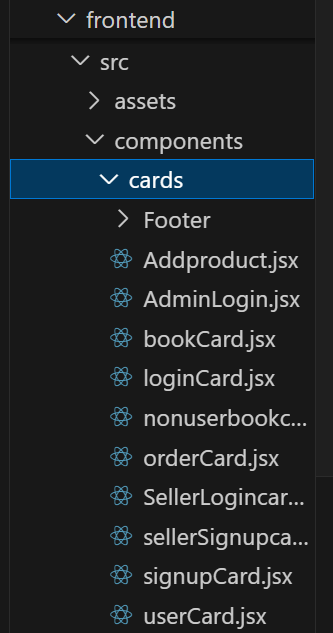 frontend
src
assets
components
cards
Footer
Addproduct.jsx
AdminLogin.jsx
bookCard.jsx
loginCard.jsx
nonuserbookc...
orderCard.jsx
SellerLogincar...
sellerSignupca...
signupCard.jsx
userCard.jsx